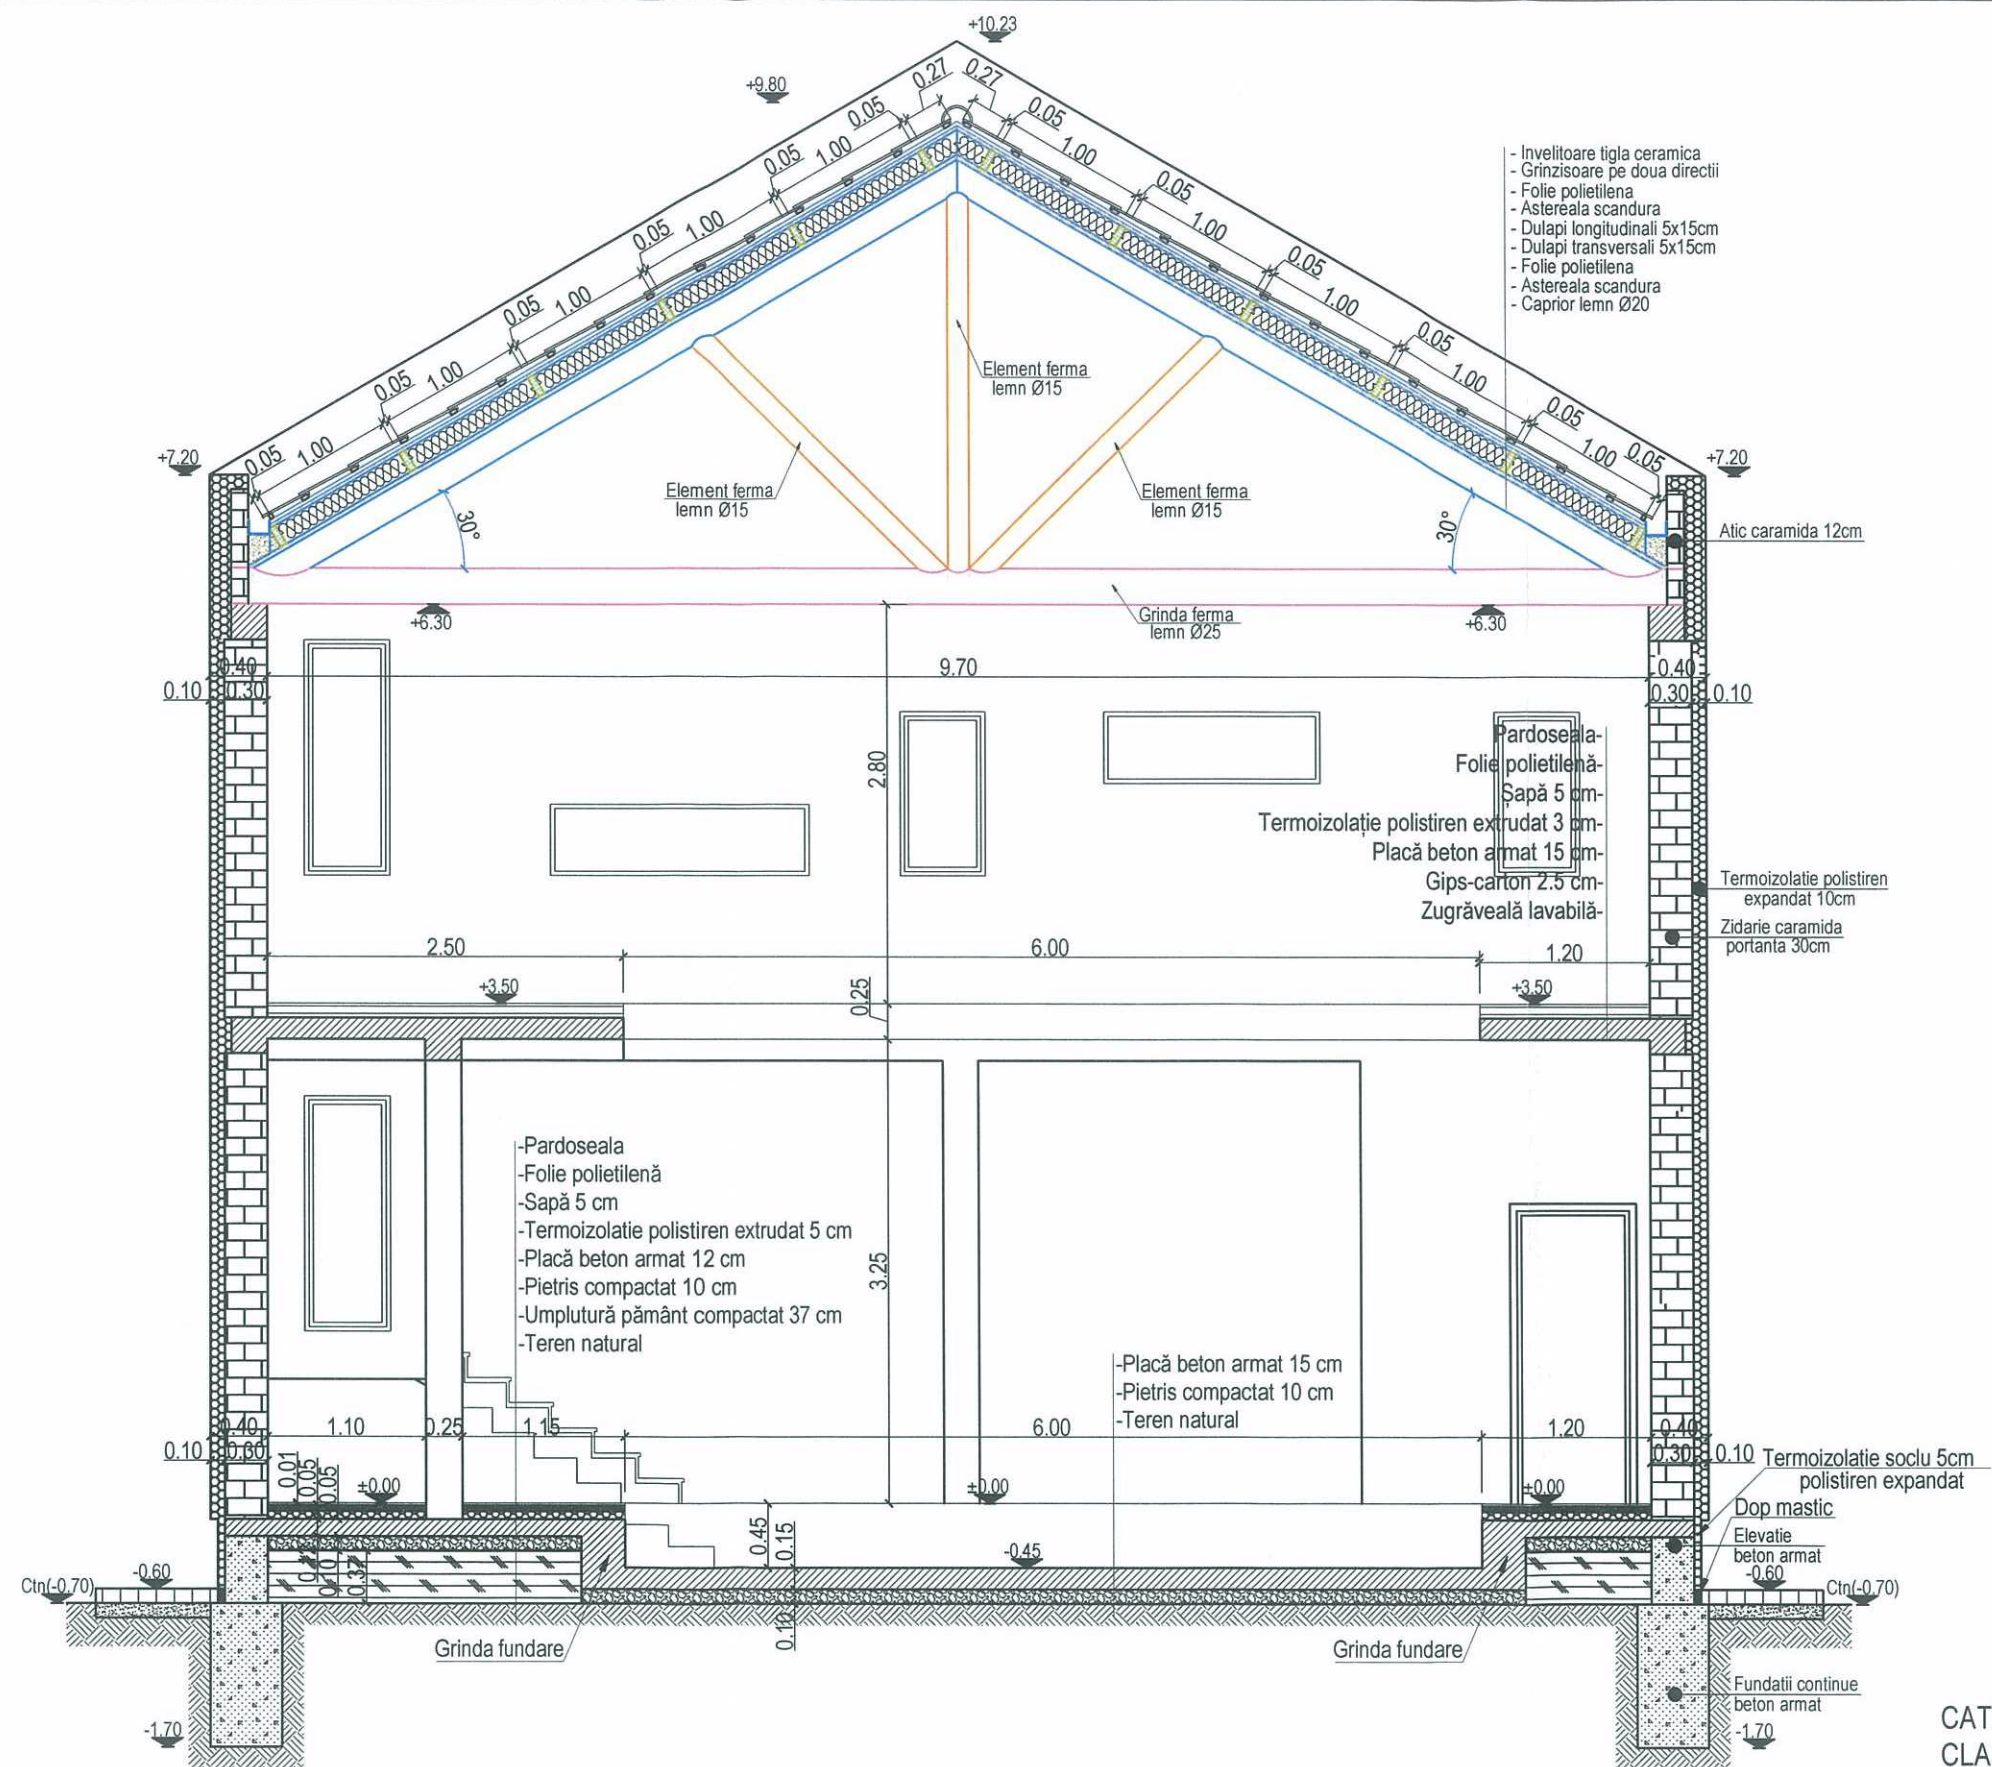 +10.23
+9.80
0.27 0.27
0.05 0.05
1.00 1.00
0.05 0.05
1.00 1.00
0.05 0.05
1.00 1.00
0.05 0.05
1.00 1.00
0.05 0.05
1.00 1.00
0.05 0.05
+7.20 +7.20
- Invelitoare tigla ceramica
- Grinzisoare pe doua directii
- Folie polietilena
- Astereala scandura
- Dulapi longitudinali 5x15cm
- Dulapi transversali 5x15cm
- Folie polietilena
- Astereala scandura
- Caprior lemn Ø20
Element ferma
lemn Ø15
Element ferma
lemn Ø15
Element ferma
lemn Ø15
30° 30°
Atic caramida 12cm
Grinda ferma
lemn Ø25
+6.30 +6.30
0.40 9.70 0.40
0.10 0.30 0.30 0.10
2.80
Pardoseala-
Folie polietilenă-
Șapă 5 cm-
Termoizolație polistiren extrudat 3 cm-
Placă beton armat 15 cm-
Gips-carton 2.5 cm-
Zugrăveală lavabilă-
Termoizolatie polistiren
expandat 10cm
Zidarie caramida
portanta 30cm
2.50 6.00 1.20
+3.50 0.25 +3.50
-Pardoseala
-Folie polietilenă
-Sapă 5 cm
-Termoizolatie polistiren extrudat 5 cm
-Placă beton armat 12 cm
-Pietris compactat 10 cm
-Umplutură pământ compactat 37 cm
-Teren natural
3.25
-Placă beton armat 15 cm
-Pietris compactat 10 cm
-Teren natural
0.40 1.10 0.25 1.15 6.00 1.20 0.40
0.10 0.30 0.30 0.10
0.01 0.05 0.05
±0.00 ±0.00 ±0.00
Termoizolatie soclu 5cm
polistiren expandat
Dop mastic
Elevatie
beton armat
0.45 0.15
-0.45
0.37
Ctn(-0.70) -0.60 -0.60 Ctn(-0.70)
0.10
Grinda fundare Grinda fundare
Fundatii continue
beton armat
-1.70 -1.70
CAT
CLA